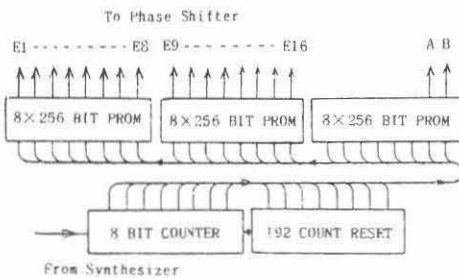 To Phase Shifter
E1 --------- E8 E9 --------- E16 A B
8×256 BIT PROM 8×256 BIT PROM 8×256 BIT PROM
8 BIT COUNTER 192 COUNT RESET
From Synthesizer